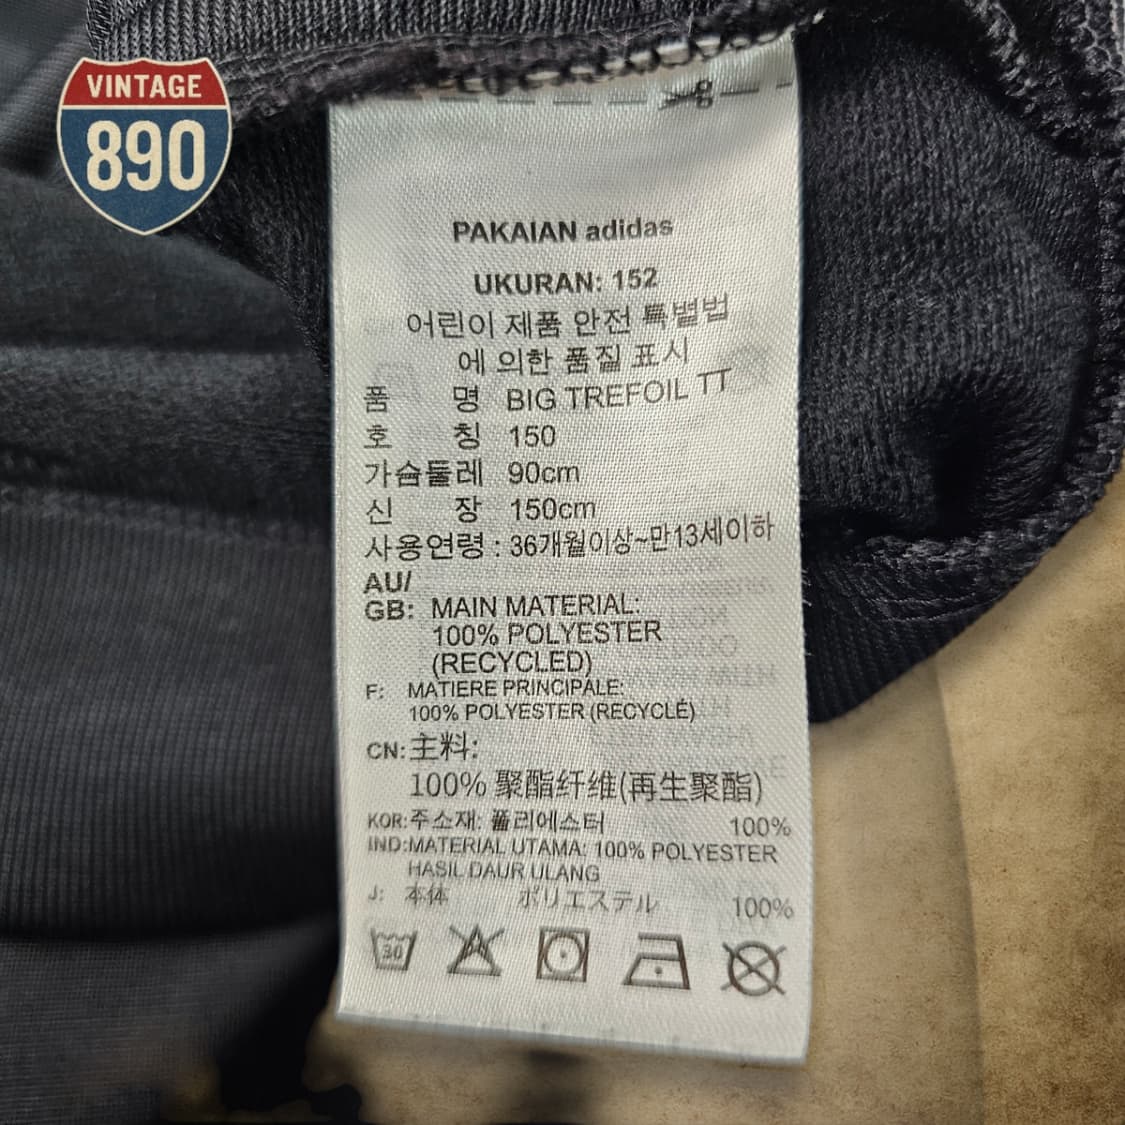 VINTAGE
890
8
PAKAIAN adidas
UKURAN: 152
어린이 제품 안전 특별법
에 의한 품질 표시
품 명 BIG TREFOIL TT
호 칭 150
가슴둘레 90cm
신 장 150cm
사용연령 : 36개월이상~만13세이하
AU/
GB: MAIN MATERIAL:
100% POLYESTER
(RECYCLED)
F: MATIERE PRINCIPALE:
100% POLYESTER (RECYCLÉ)
CN: 主料:
100% 聚酯纤维(再生聚酯)
KOR: 주소재: 폴리에스터 100%
IND:MATERIAL UTAMA: 100% POLYESTER
HASIL DAUR ULANG
J: 本体 ポリエステル 100%
30